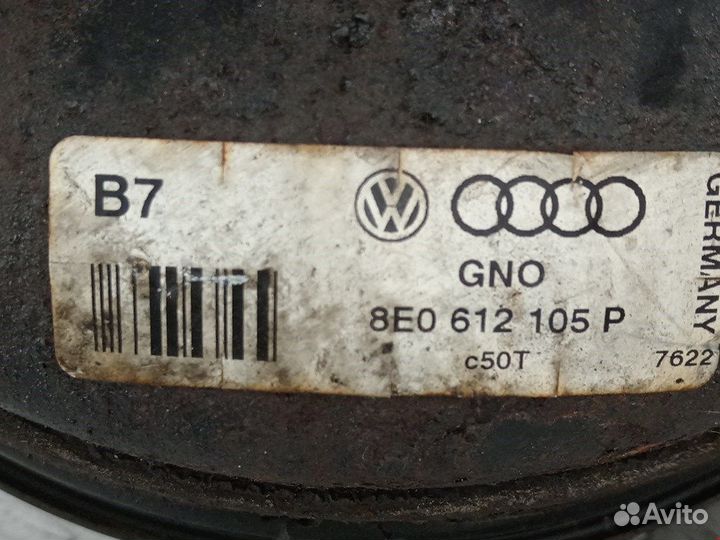 B7
GNO
8E0 612 105 P
c50T
7622
GERMANY
Avito